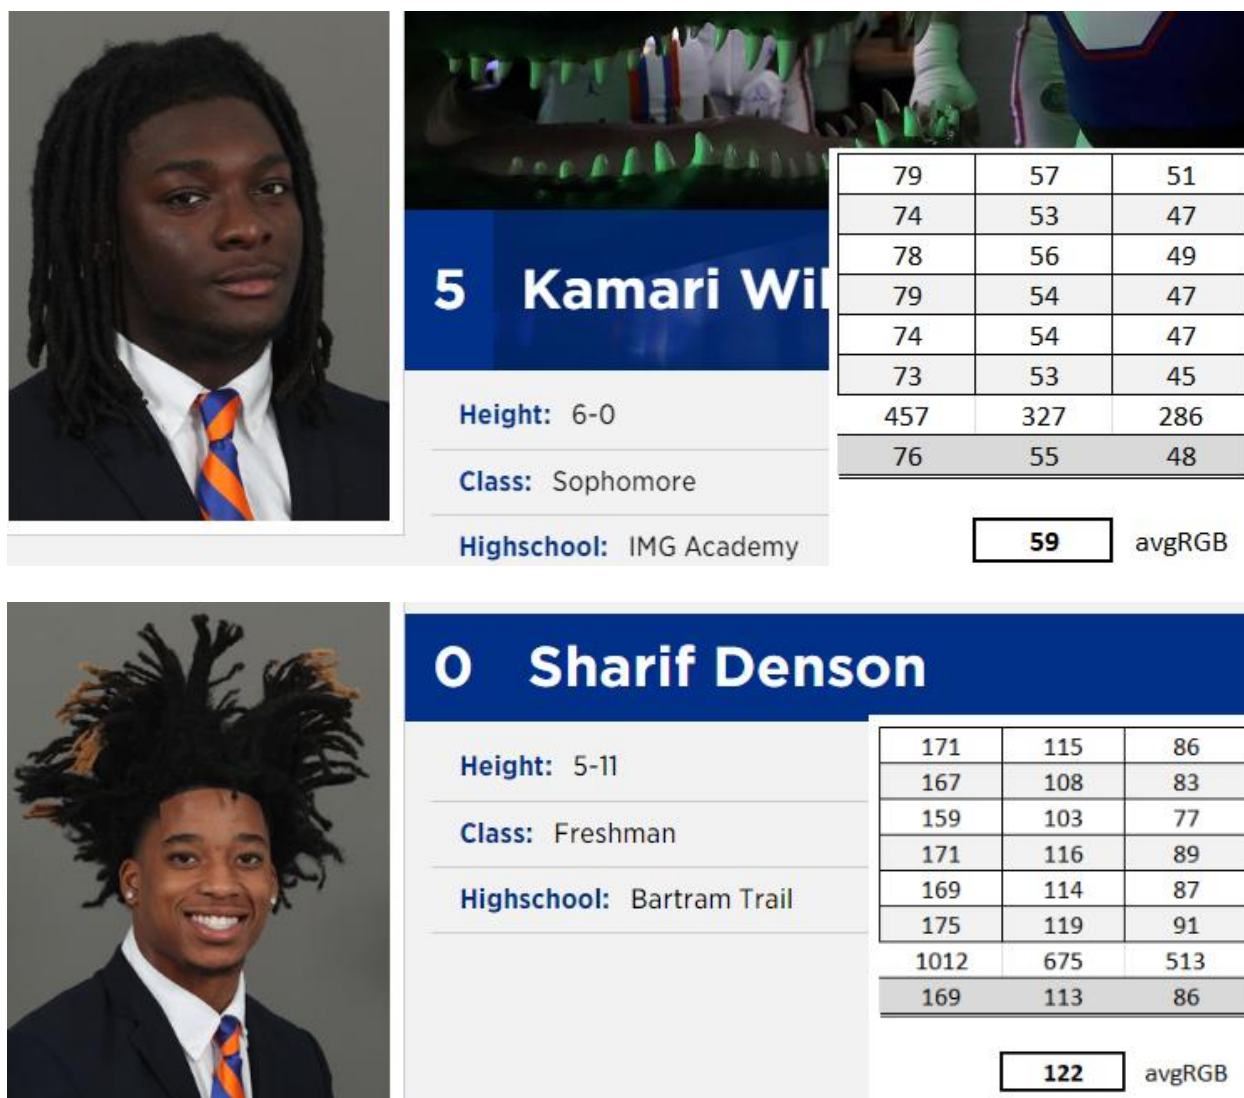 79 57 51
74 53 47
78 56 49
79 54 47
74 54 47
73 53 45
457 327 286
76 55 48
59 avgRGB
5 Kamari Wil
Height: 6-0
Class: Sophomore
Highschool: IMG Academy
0 Sharif Denson
Height: 5-11
Class: Freshman
Highschool: Bartram Trail
171 115 86
167 108 83
159 103 77
171 116 89
169 114 87
175 119 91
1012 675 513
169 113 86
122 avgRGB